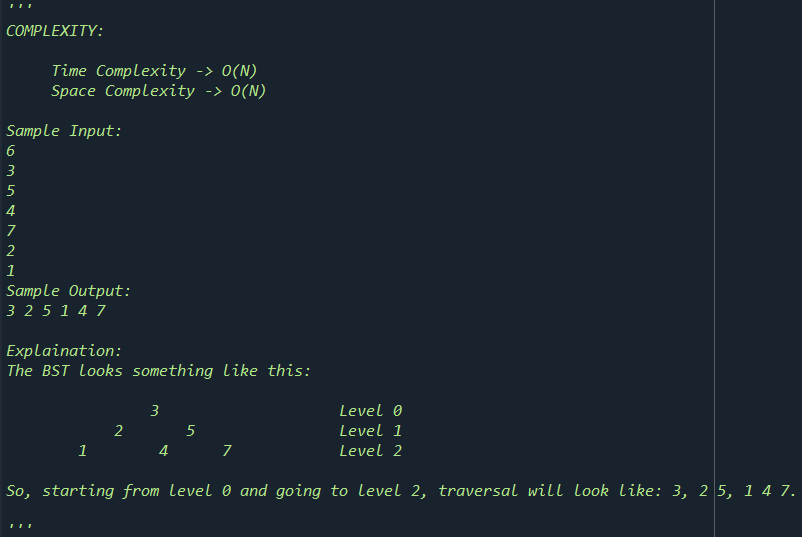 '''
COMPLEXITY:
Time Complexity -> O(N)
Space Complexity -> O(N)
Sample Input:
6
3
5
4
7
2
1
Sample Output:
3 2 5 1 4 7
Explaination:
The BST looks something like this:
3 Level 0
2 5 Level 1
1 4 7 Level 2
So, starting from level 0 and going to level 2, traversal will look like: 3, 2 5, 1 4 7.
'''